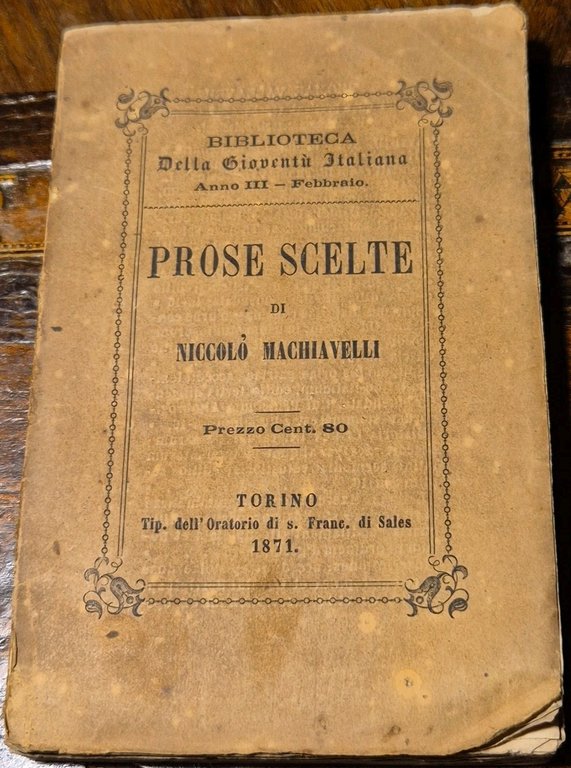 BIBLIOTECA
Della Gioventù Italiana
Anno III – Febbraio.
PROSE SCELTE
DI
NICCOLÒ MACHIAVELLI
Prezzo Cent. 80
TORINO
Tip. dell'Oratorio di s. Franc. di Sales
1871.